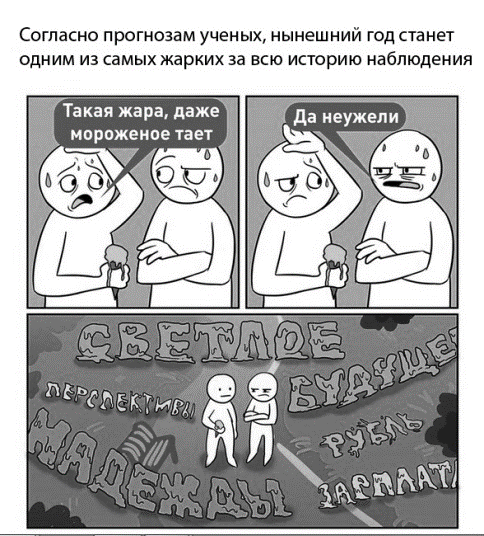 Согласно прогнозам ученых, нынешний год станет
одним из самых жарких за всю историю наблюдения
Такая жара, даже
мороженое тает
Да неужели
СВЕТЛОЕ
БУДУЩЕЕ
ПЕРСПЕКТИВЫ
РУБЛЬ
НАДЕЖДЫ
ЗАРПЛАТЫ